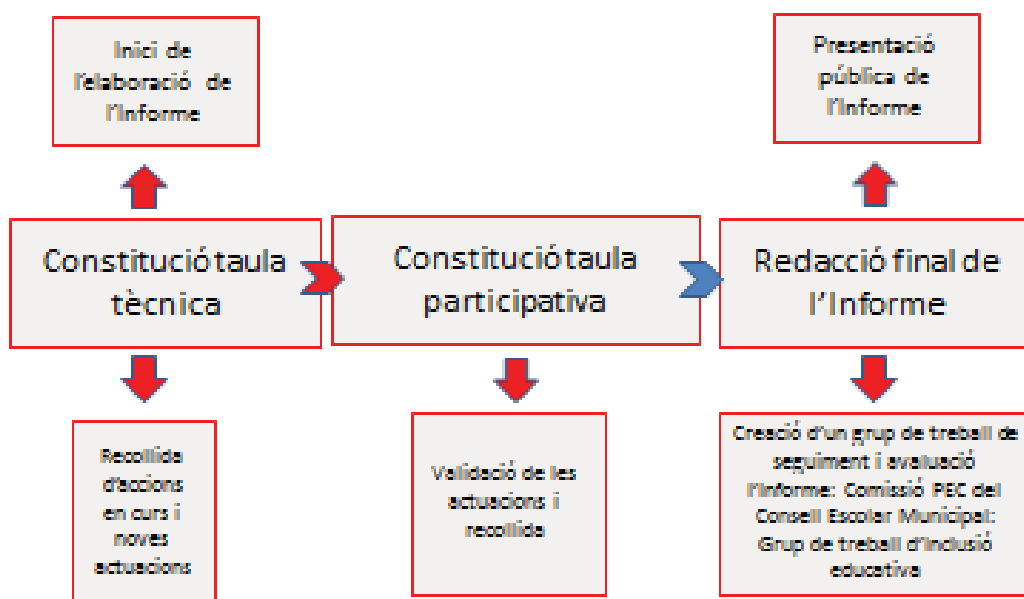 Inici de
l'elaboració de
l'Informe
Presentació
pública de
l'Informe
Constitució taula
tècnica
Constitució taula
participativa
Redacció final de
l'Informe
Recollida
d'accions
en curs i
noves
actuacions
Validació de les
actuacions i
recollida
Creació d'un grup de treball de
seguiment i avaluació
l'Informe: Comissió PEC del
Consell Escolar Municipal:
Grup de treball d'Inclusió
educativa